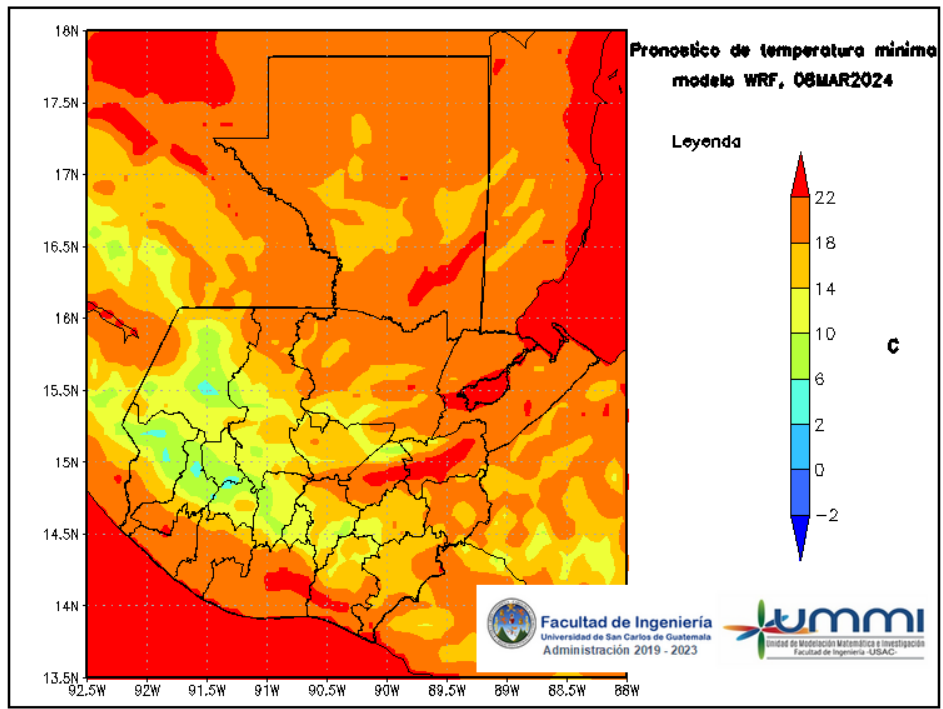 Pronostico de temperatura minima
modelo WRF, 08MAR2024
Leyenda
22
18
14
10
6
2
0
−2
C
18N
17.5N
17N
16.5N
16N
15.5N
15N
14.5N
14N
13.5N
92.5W 92W 91.5W 91W 90.5W 90W 89.5W 89W 88.5W 88W
Facultad de Ingeniería
Universidad de San Carlos de Guatemala
Administración 2019 - 2023
ummi
Unidad de Modelación Matemática e Investigación
Facultad de Ingeniería -USAC-